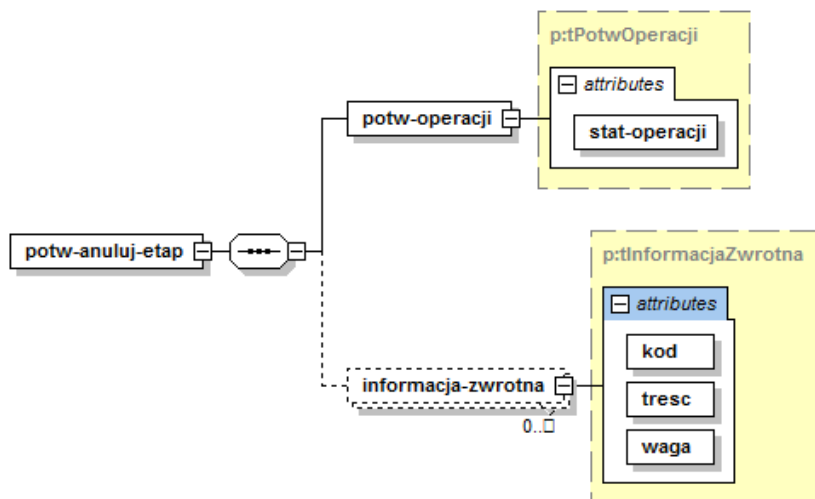 p:tPotwOperacji
attributes
potw-operacji
stat-operacji
potw-anuluj-etap
p:tInformacjaZwrotna
attributes
kod
informacja-zwrotna
tresc
0..□
waga